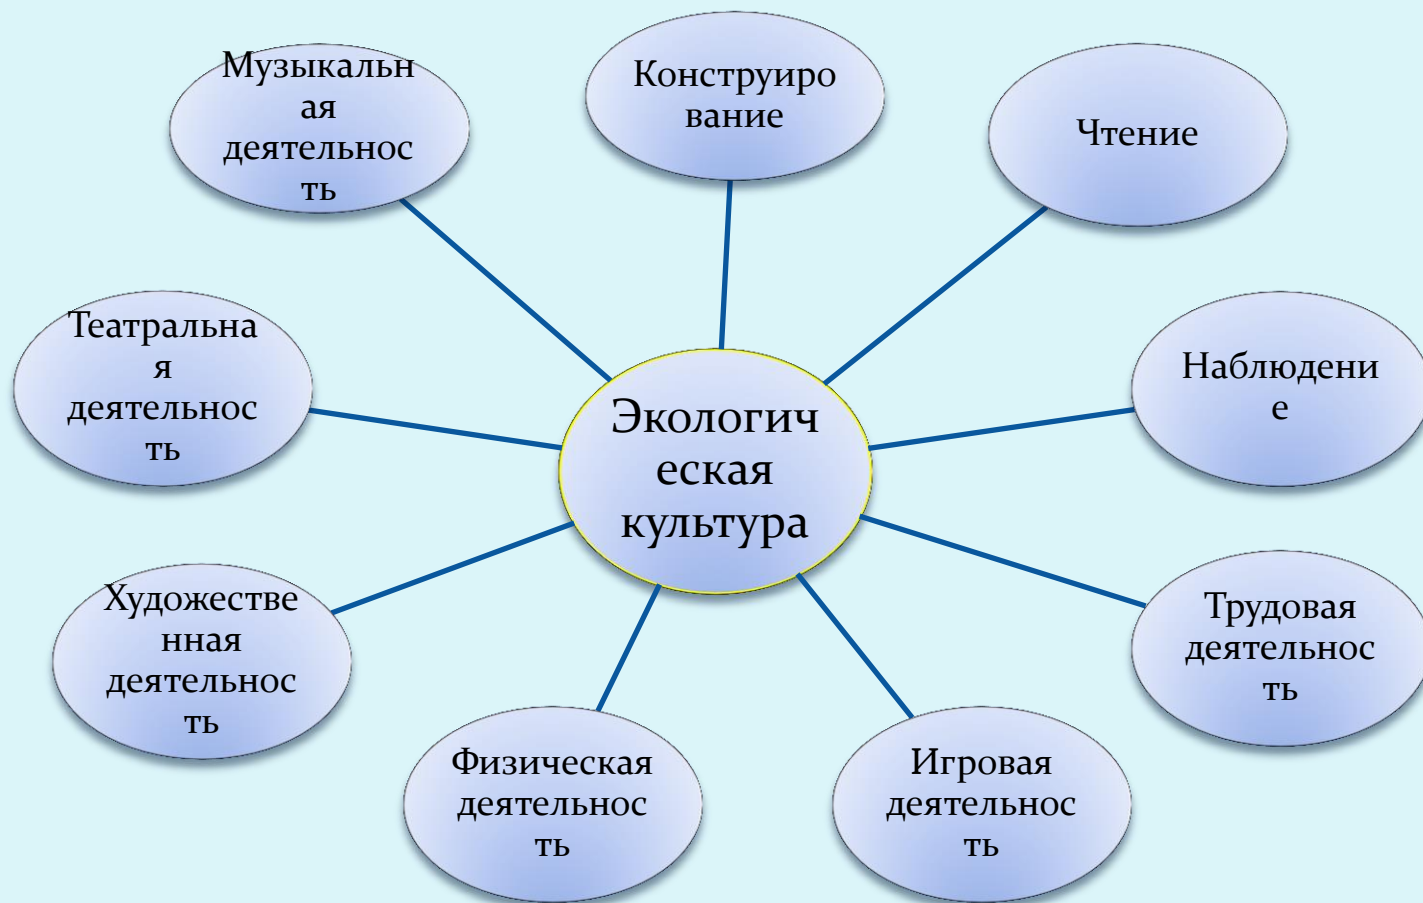 Музыкальн
ая
деятельнос
ть
Конструиро
вание
Чтение
Театральна
я
деятельнос
ть
Наблюдени
е
Экологич
еская
культура
Художестве
нная
деятельнос
ть
Трудовая
деятельнос
ть
Физическая
деятельнос
ть
Игровая
деятельнос
ть